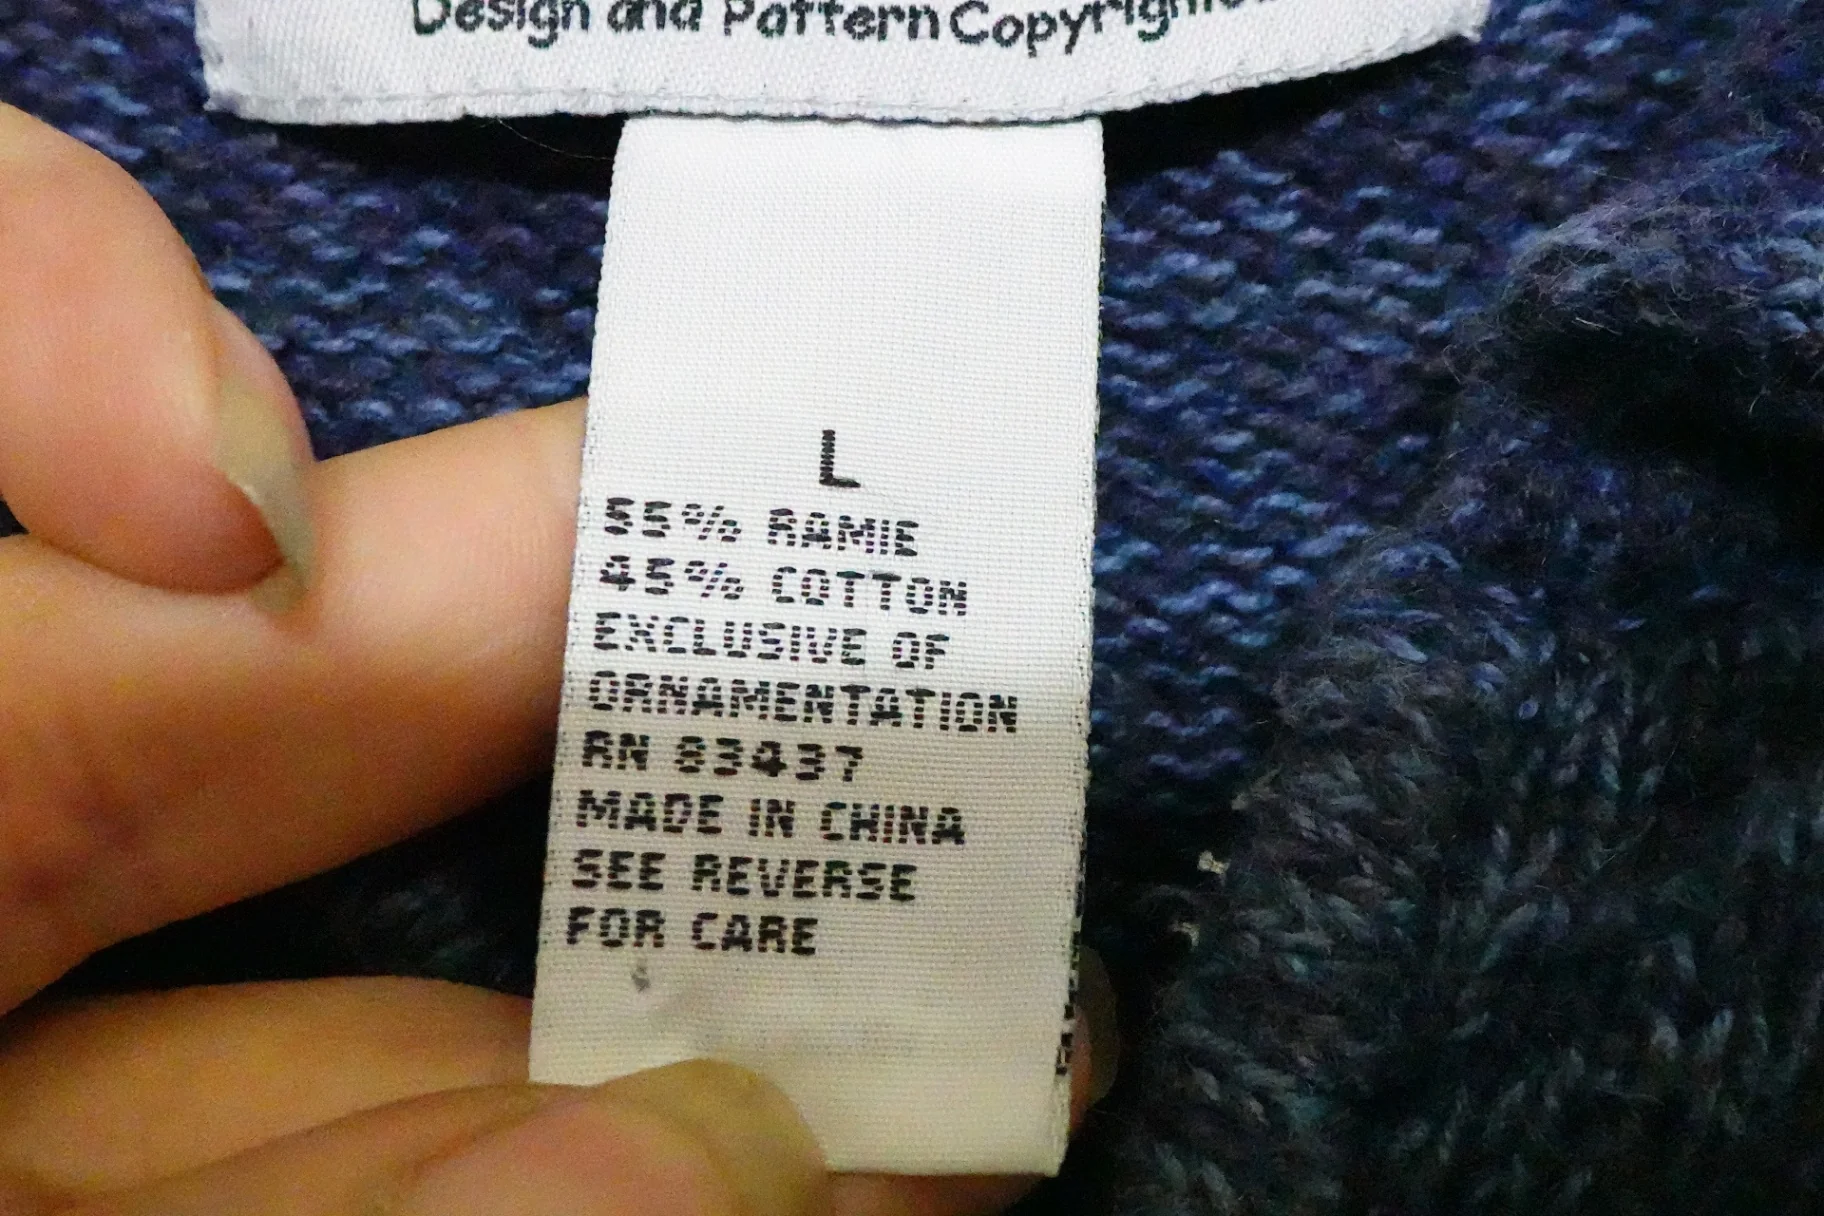 Design and Pattern Copyrighted
L
55% RAMIE
45% COTTON
EXCLUSIVE OF
ORNAMENTATION
RN 83437
MADE IN CHINA
SEE REVERSE
FOR CARE